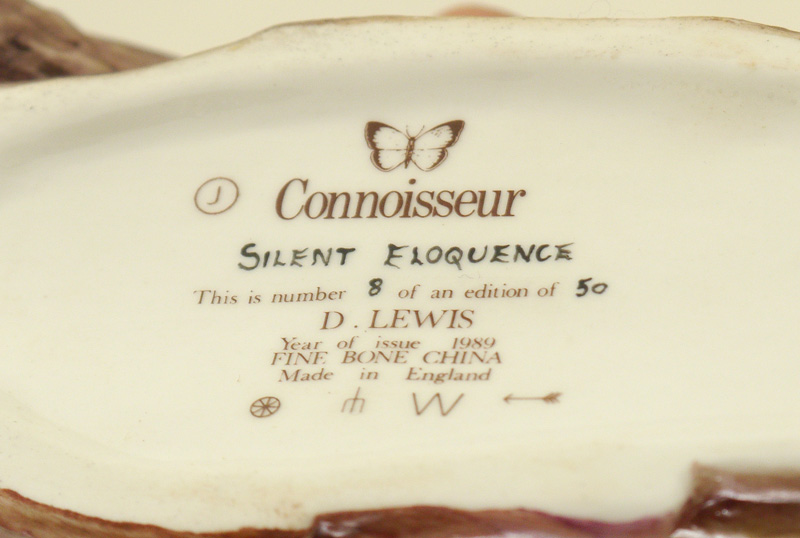 J
Connoisseur
SILENT ELOQUENCE
This is number 8 of an edition of 50
D. LEWIS
Year of issue 1989
FINE BONE CHINA
Made in England